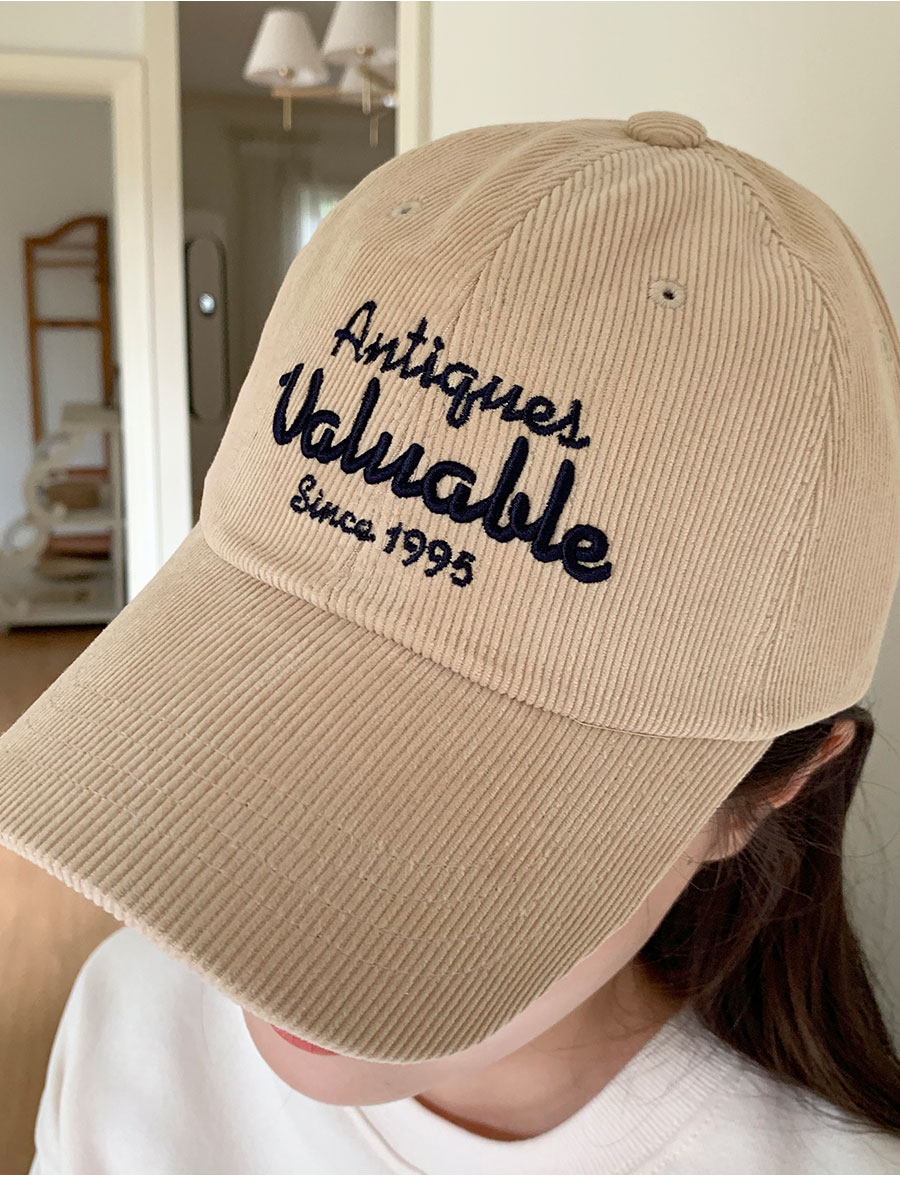 Antiques
Valuable
Since 1995